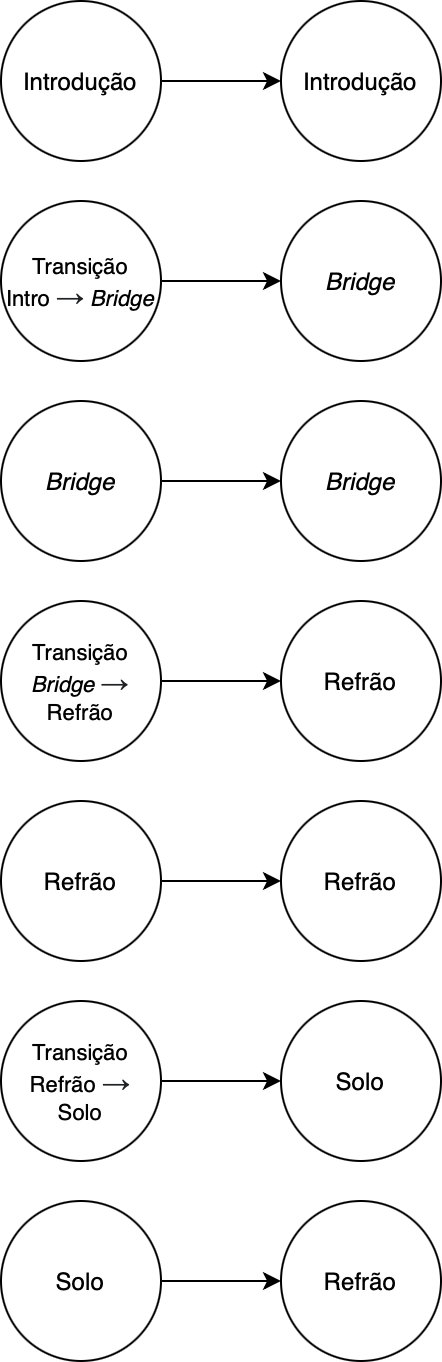 Introdução
Introdução
Transição
Intro → Bridge
Bridge
Bridge
Bridge
Transição
Bridge →
Refrão
Refrão
Refrão
Refrão
Transição
Refrão →
Solo
Solo
Solo
Refrão